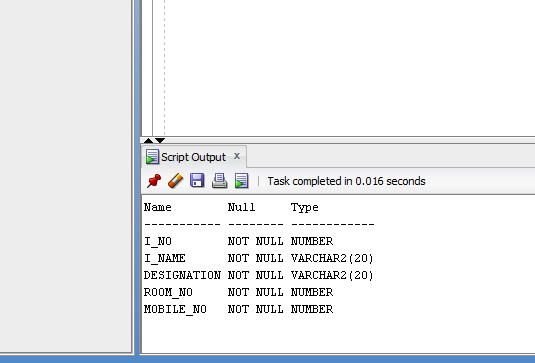 Script Output x
Task completed in 0.016 seconds
Name        Null     Type
----------- -------- ------------
I_NO        NOT NULL NUMBER
I_NAME      NOT NULL VARCHAR2(20)
DESIGNATION NOT NULL VARCHAR2(20)
ROOM_NO     NOT NULL NUMBER
MOBILE_NO   NOT NULL NUMBER